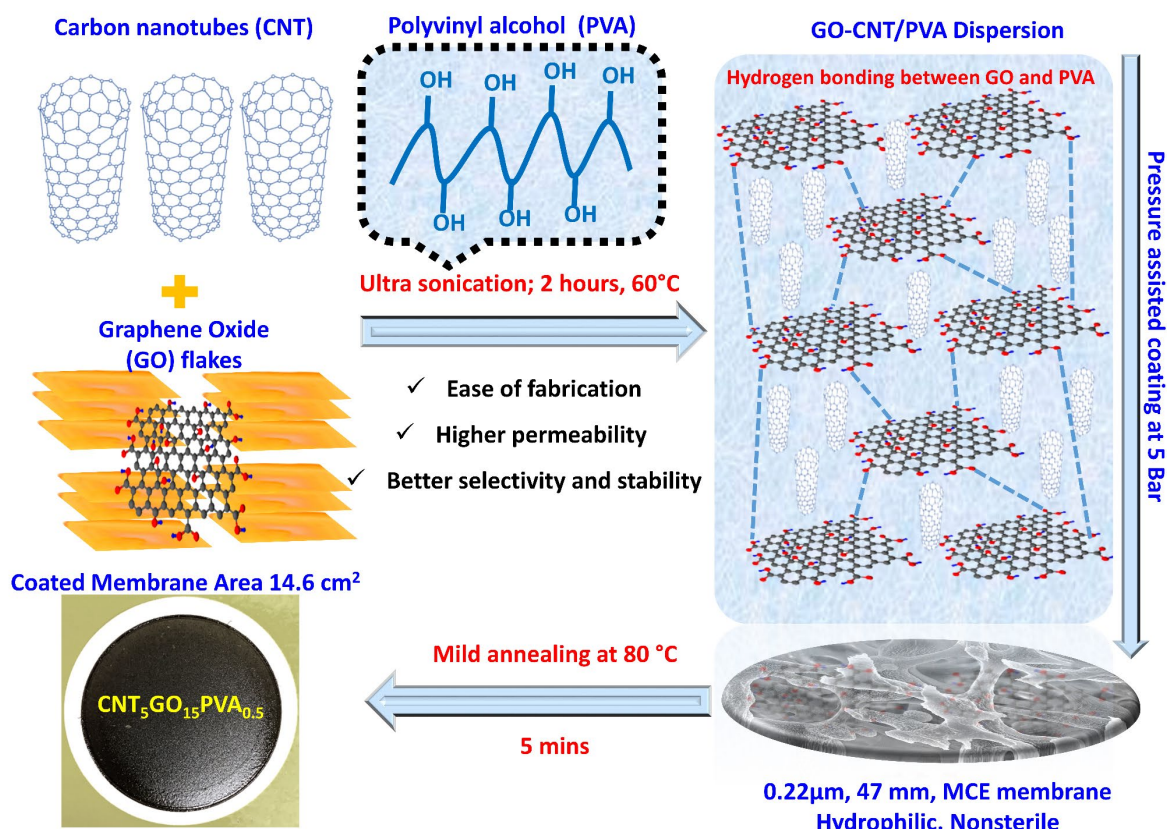 Carbon nanotubes (CNT)
Polyvinyl alcohol (PVA)
OH OH OH OH
OH OH OH
GO-CNT/PVA Dispersion
Hydrogen bonding between GO and PVA
Pressure assisted coating at 5 Bar
Graphene Oxide
(GO) flakes
Ultra sonication; 2 hours, 60°C
✓ Ease of fabrication
✓ Higher permeability
✓ Better selectivity and stability
Coated Membrane Area 14.6 cm²
CNT₅GO₁₅PVA₀.₅
Mild annealing at 80 °C
5 mins
0.22µm, 47 mm, MCE membrane
Hydrophilic, Nonsterile